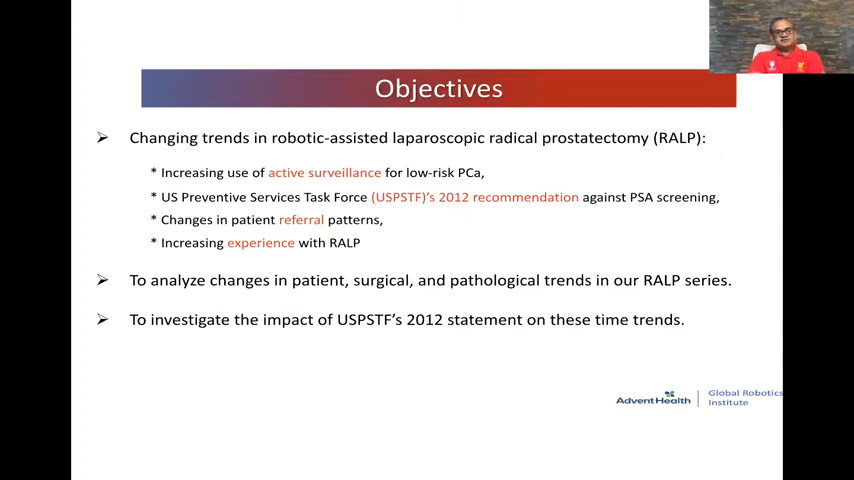 Objectives
➢ Changing trends in robotic-assisted laparoscopic radical prostatectomy (RALP):
* Increasing use of active surveillance for low-risk PCa,
* US Preventive Services Task Force (USPSTF)'s 2012 recommendation against PSA screening,
* Changes in patient referral patterns,
* Increasing experience with RALP
➢ To analyze changes in patient, surgical, and pathological trends in our RALP series.
➢ To investigate the impact of USPSTF's 2012 statement on these time trends.
AdventHealth
Global Robotics
Institute